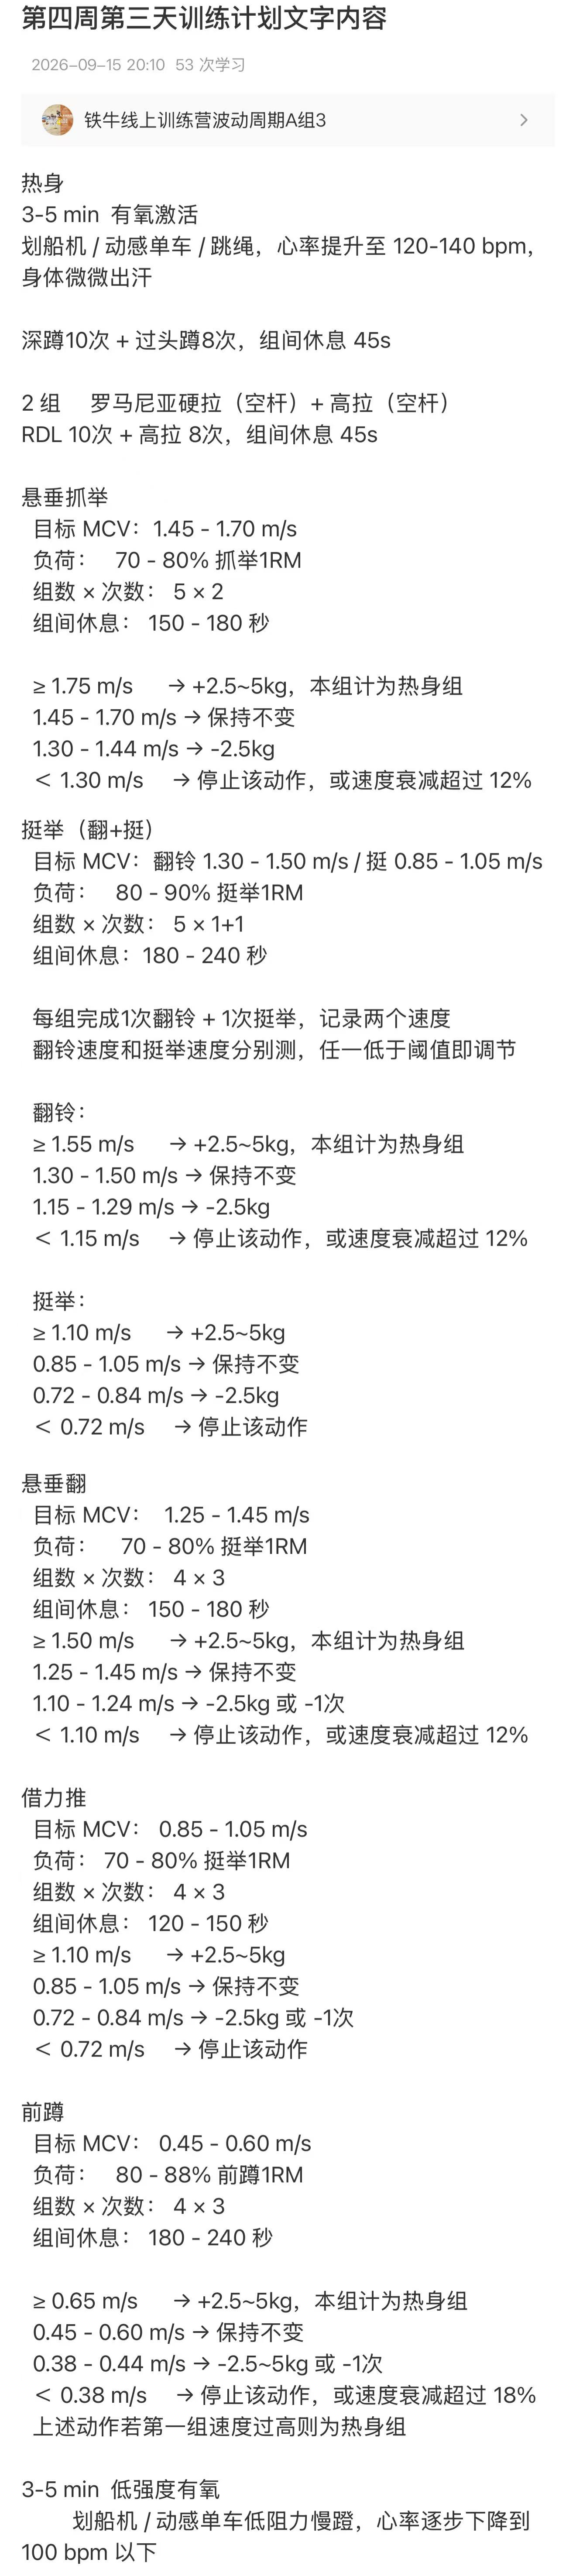 第四周第三天训练计划文字内容
2026-09-15 20:10 53 次学习
铁牛线上训练营波动周期A组3
热身
3-5 min 有氧激活
划船机 / 动感单车 / 跳绳，心率提升至 120-140 bpm，
身体微微出汗
深蹲10次 + 过头蹲8次，组间休息 45s
2 组 罗马尼亚硬拉（空杆）+ 高拉（空杆）
RDL 10次 + 高拉 8次，组间休息 45s
悬垂抓举
目标 MCV：1.45 - 1.70 m/s
负荷： 70 - 80% 抓举1RM
组数 × 次数： 5 × 2
组间休息： 150 - 180 秒
≥ 1.75 m/s → +2.5~5kg，本组计为热身组
1.45 - 1.70 m/s → 保持不变
1.30 - 1.44 m/s → -2.5kg
< 1.30 m/s → 停止该动作，或速度衰减超过 12%
挺举（翻+挺）
目标 MCV：翻铃 1.30 - 1.50 m/s / 挺 0.85 - 1.05 m/s
负荷： 80 - 90% 挺举1RM
组数 × 次数： 5 × 1+1
组间休息：180 - 240 秒
每组完成1次翻铃 + 1次挺举，记录两个速度
翻铃速度和挺举速度分别测，任一低于阈值即调节
翻铃：
≥ 1.55 m/s → +2.5~5kg，本组计为热身组
1.30 - 1.50 m/s → 保持不变
1.15 - 1.29 m/s → -2.5kg
< 1.15 m/s → 停止该动作，或速度衰减超过 12%
挺举：
≥ 1.10 m/s → +2.5~5kg
0.85 - 1.05 m/s → 保持不变
0.72 - 0.84 m/s → -2.5kg
< 0.72 m/s → 停止该动作
悬垂翻
目标 MCV： 1.25 - 1.45 m/s
负荷： 70 - 80% 挺举1RM
组数 × 次数： 4 × 3
组间休息： 150 - 180 秒
≥ 1.50 m/s → +2.5~5kg，本组计为热身组
1.25 - 1.45 m/s → 保持不变
1.10 - 1.24 m/s → -2.5kg 或 -1次
< 1.10 m/s → 停止该动作，或速度衰减超过 12%
借力推
目标 MCV： 0.85 - 1.05 m/s
负荷： 70 - 80% 挺举1RM
组数 × 次数： 4 × 3
组间休息： 120 - 150 秒
≥ 1.10 m/s → +2.5~5kg
0.85 - 1.05 m/s → 保持不变
0.72 - 0.84 m/s → -2.5kg 或 -1次
< 0.72 m/s → 停止该动作
前蹲
目标 MCV： 0.45 - 0.60 m/s
负荷： 80 - 88% 前蹲1RM
组数 × 次数： 4 × 3
组间休息： 180 - 240 秒
≥ 0.65 m/s → +2.5~5kg，本组计为热身组
0.45 - 0.60 m/s → 保持不变
0.38 - 0.44 m/s → -2.5~5kg 或 -1次
< 0.38 m/s → 停止该动作，或速度衰减超过 18%
上述动作若第一组速度过高则为热身组
3-5 min 低强度有氧
划船机 / 动感单车低阻力慢蹬，心率逐步下降到
100 bpm 以下